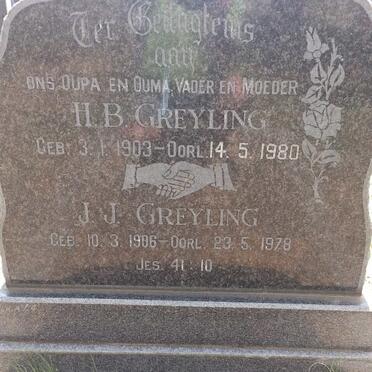 Ter Gedagtenis
aan
ONS OUPA EN OUMA, VADER EN MOEDER
H.B. GREYLING
GEB: 3. 1. 1903 - OORL. 14. 5. 1980
J.J. GREYLING
GEB. 10. 3. 1906 - OORL. 23. 5. 1978
JES. 41: 10